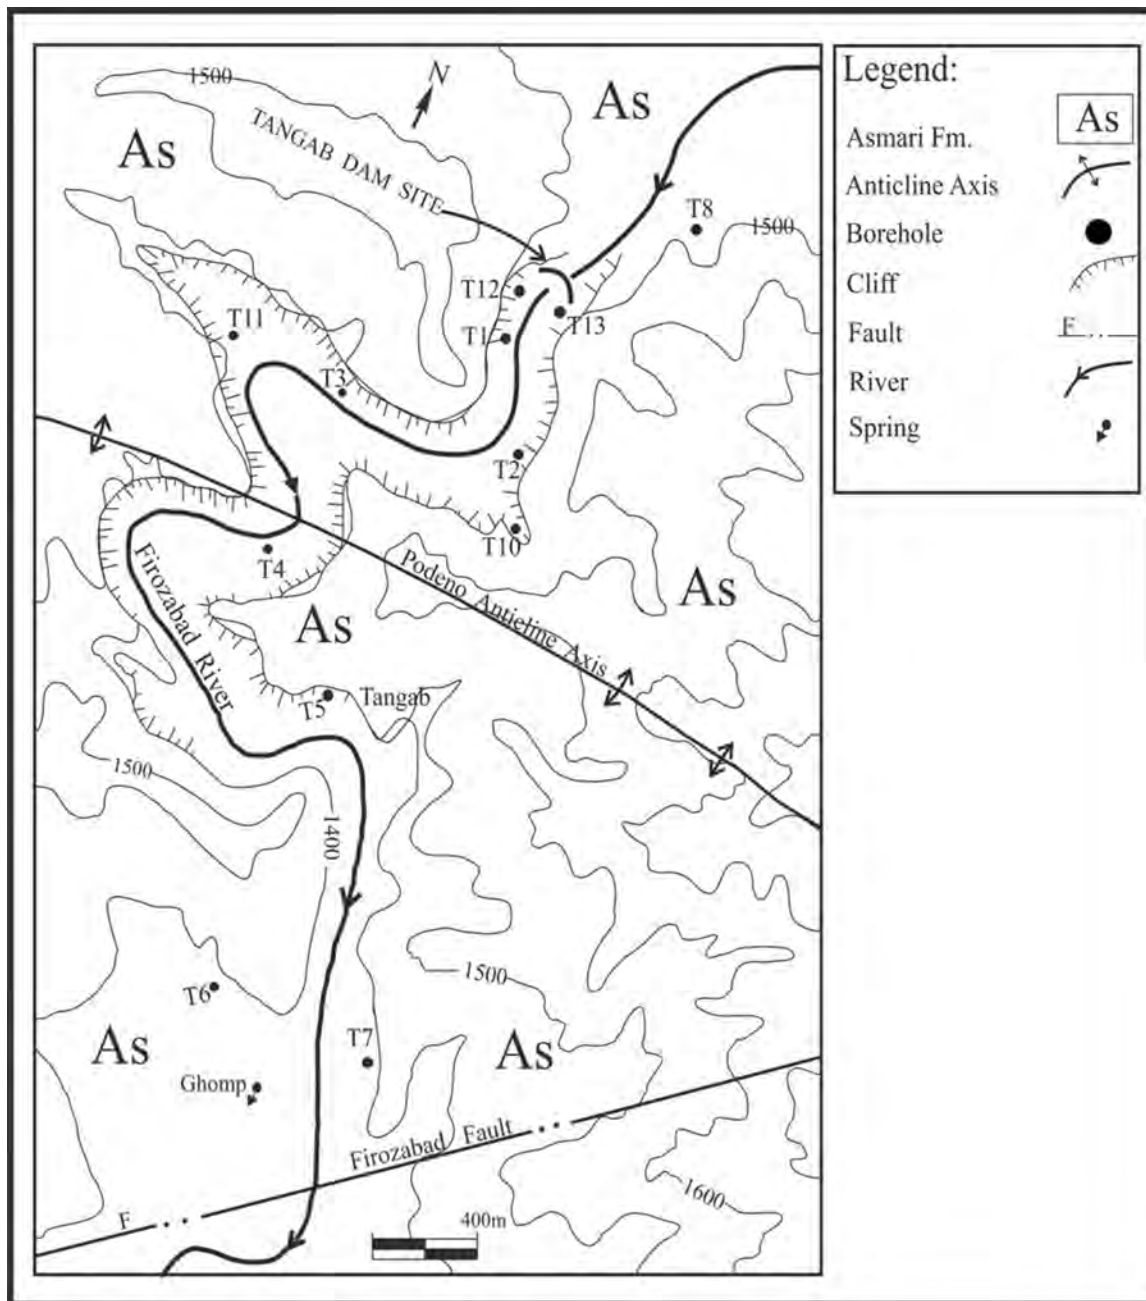 1500
N
As
As
TANGAB DAM SITE
T8
1500
T12
T13
T11
T1
T3
T2
T10
T4
Podeno Anticline Axis
As
As
Firozabad River
T5
Tangab
1500
1400
1500
T6
As
T7
As
Ghomp
Firozabad Fault
F
1600
400m
Legend:
Asmari Fm.
As
Anticline Axis
Borehole
Cliff
Fault
F
River
Spring